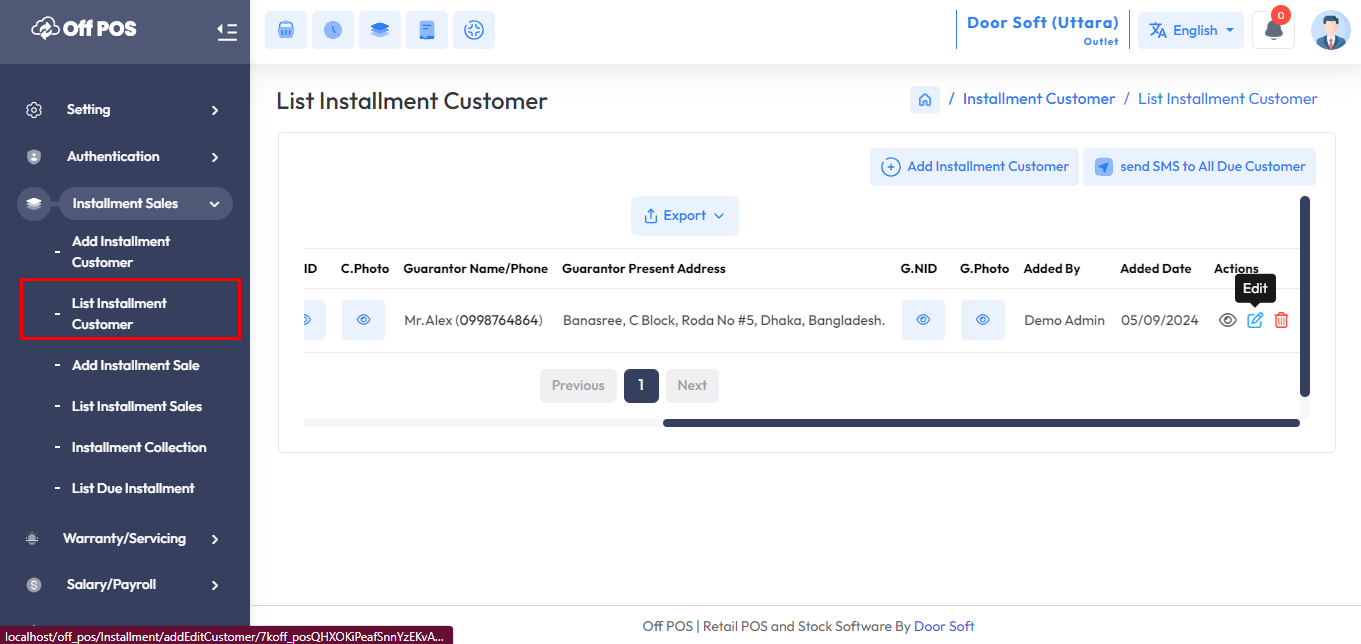 Off POS
Door Soft (Uttara)
Outlet
English
0
Setting
Authentication
Installment Sales
Add Installment
Customer
List Installment
Customer
Add Installment Sale
List Installment Sales
Installment Collection
List Due Installment
Warranty/Servicing
Salary/Payroll
List Installment Customer
/ Installment Customer / List Installment Customer
Add Installment Customer
send SMS to All Due Customer
Export
ID C.Photo Guarantor Name/Phone Guarantor Present Address G.NID G.Photo Added By Added Date Actions
Edit
Mr.Alex (0998764864) Banasree, C Block, Roda No #5, Dhaka, Bangladesh. Demo Admin 05/09/2024
Previous 1 Next
Off POS | Retail POS and Stock Software By Door Soft
localhost/off_pos/Installment/addEditCustomer/7koff_posQHXOKiPeafSnnYzEKvA...